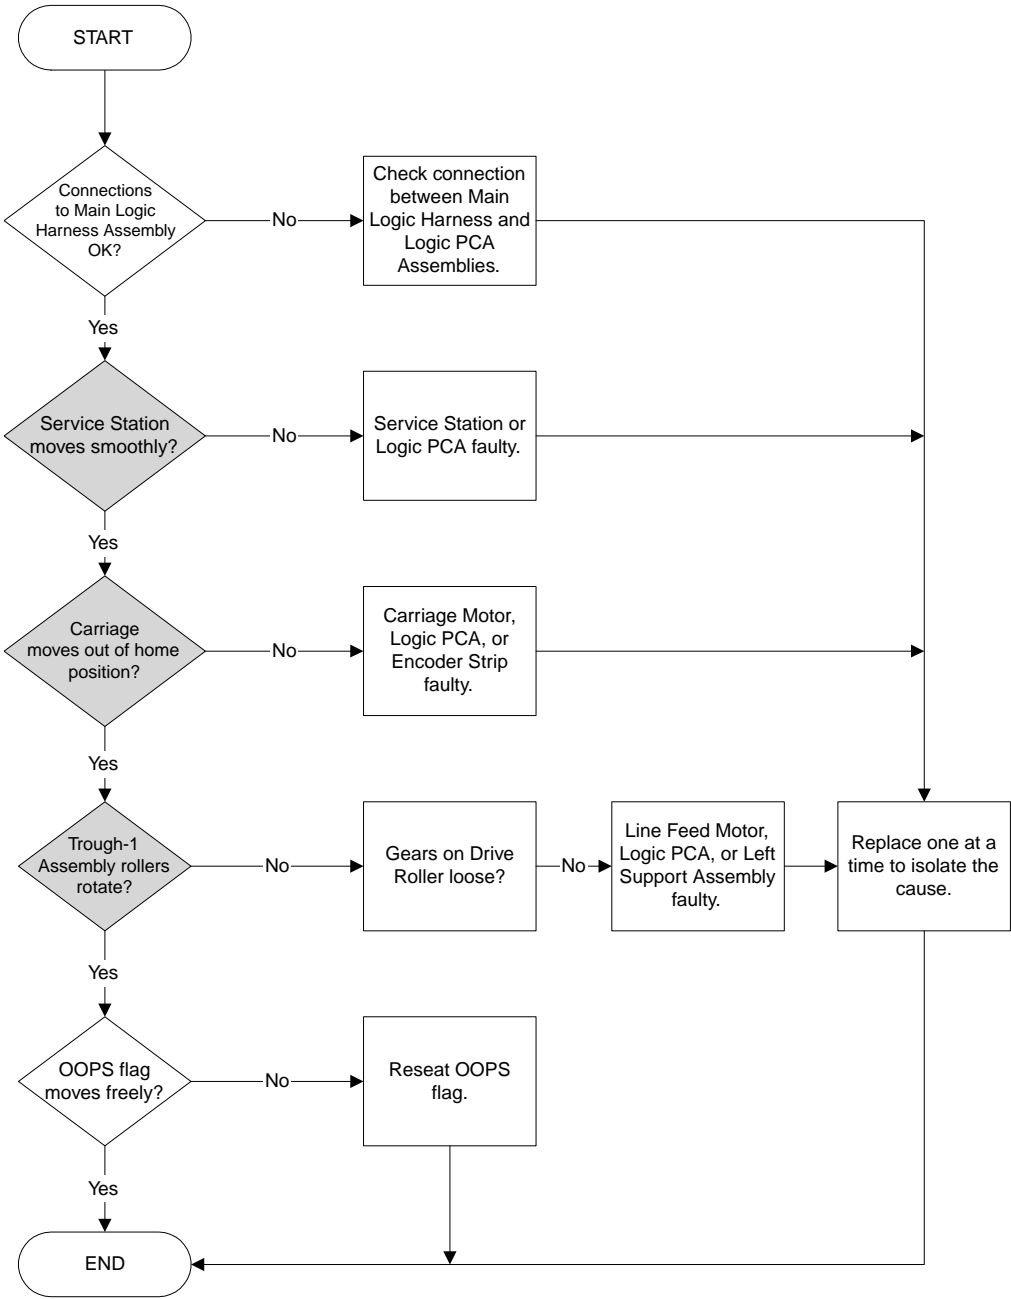 START
Connections
to Main Logic
Harness Assembly
OK?
No
Check connection
between Main
Logic Harness and
Logic PCA
Assemblies.
Yes
Service Station
moves smoothly?
No
Service Station or
Logic PCA faulty.
Yes
Carriage
moves out of home
position?
No
Carriage Motor,
Logic PCA, or
Encoder Strip
faulty.
Yes
Trough-1
Assembly rollers
rotate?
No
Gears on Drive
Roller loose?
No
Line Feed Motor,
Logic PCA, or Left
Support Assembly
faulty.
Replace one at a
time to isolate the
cause.
Yes
OOPS flag
moves freely?
No
Reseat OOPS
flag.
Yes
END